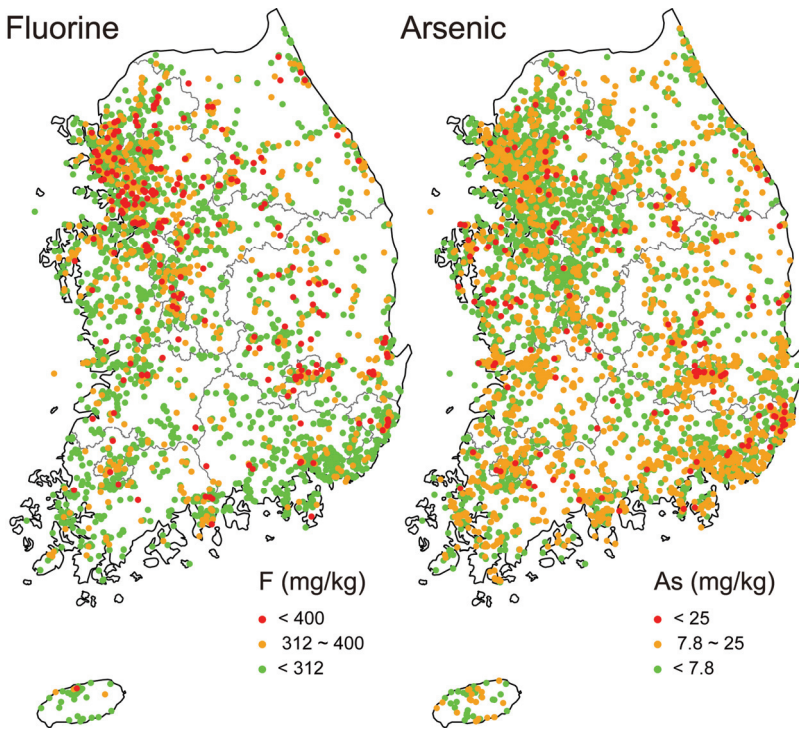 Fluorine
Arsenic
F (mg/kg)
< 400
312 ~ 400
< 312
As (mg/kg)
< 25
7.8 ~ 25
< 7.8